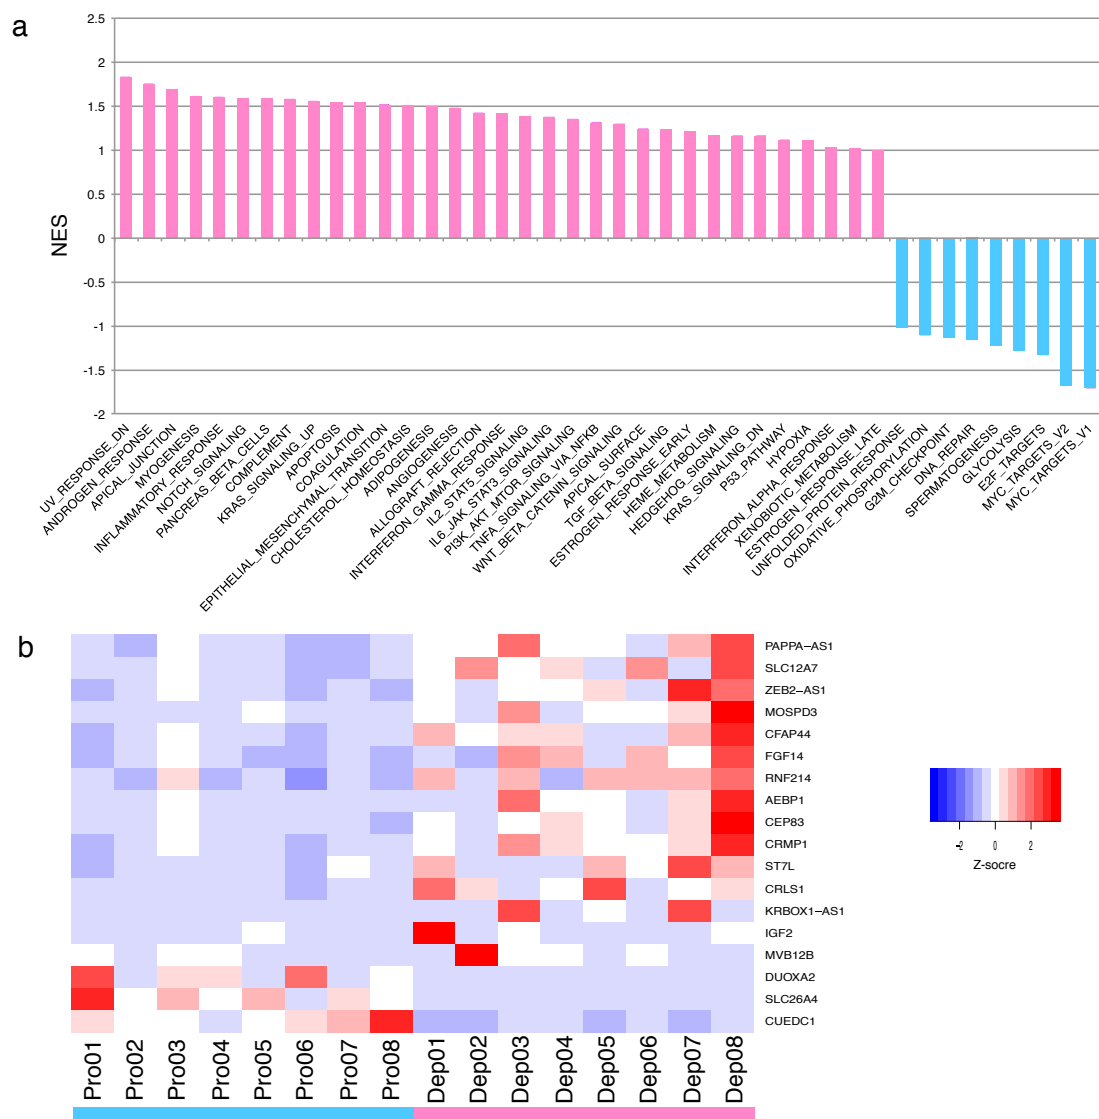 a
2.5
2
1.5
1
0.5
0
-0.5
-1
-1.5
-2
NES
UV_RESPONSE_DN
ANDROGEN_RESPONSE
APICAL_JUNCTION
MYOGENESIS
INFLAMMATORY_RESPONSE
NOTCH_SIGNALING
PANCREAS_BETA_CELLS
COMPLEMENT
KRAS_SIGNALING_UP
APOPTOSIS
COAGULATION
EPITHELIAL_MESENCHYMAL_TRANSITION
CHOLESTEROL_HOMEOSTASIS
ADIPOGENESIS
ANGIOGENESIS
ALLOGRAFT_REJECTION
INTERFERON_GAMMA_RESPONSE
IL2_STAT5_SIGNALING
IL6_JAK_STAT3_SIGNALING
PI3K_AKT_MTOR_SIGNALING
TNFA_SIGNALING_VIA_NFKB
WNT_BETA_CATENIN_SIGNALING
APICAL_SURFACE
TGF_BETA_SIGNALING
ESTROGEN_RESPONSE_EARLY
HEME_METABOLISM
HEDGEHOG_SIGNALING
KRAS_SIGNALING_DN
P53_PATHWAY
HYPOXIA
INTERFERON_ALPHA_RESPONSE
XENOBIOTIC_METABOLISM
ESTROGEN_RESPONSE_LATE
UNFOLDED_PROTEIN_RESPONSE
OXIDATIVE_PHOSPHORYLATION
G2M_CHECKPOINT
DNA_REPAIR
SPERMATOGENESIS
GLYCOLYSIS
E2F_TARGETS
MYC_TARGETS_V2
MYC_TARGETS_V1
b
PAPPA−AS1
SLC12A7
ZEB2−AS1
MOSPD3
CFAP44
FGF14
RNF214
AEBP1
CEP83
CRMP1
ST7L
CRLS1
KRBOX1−AS1
IGF2
MVB12B
DUOXA2
SLC26A4
CUEDC1
Pro01
Pro02
Pro03
Pro04
Pro05
Pro06
Pro07
Pro08
Dep01
Dep02
Dep03
Dep04
Dep05
Dep06
Dep07
Dep08
−2 0 2
Z-socre